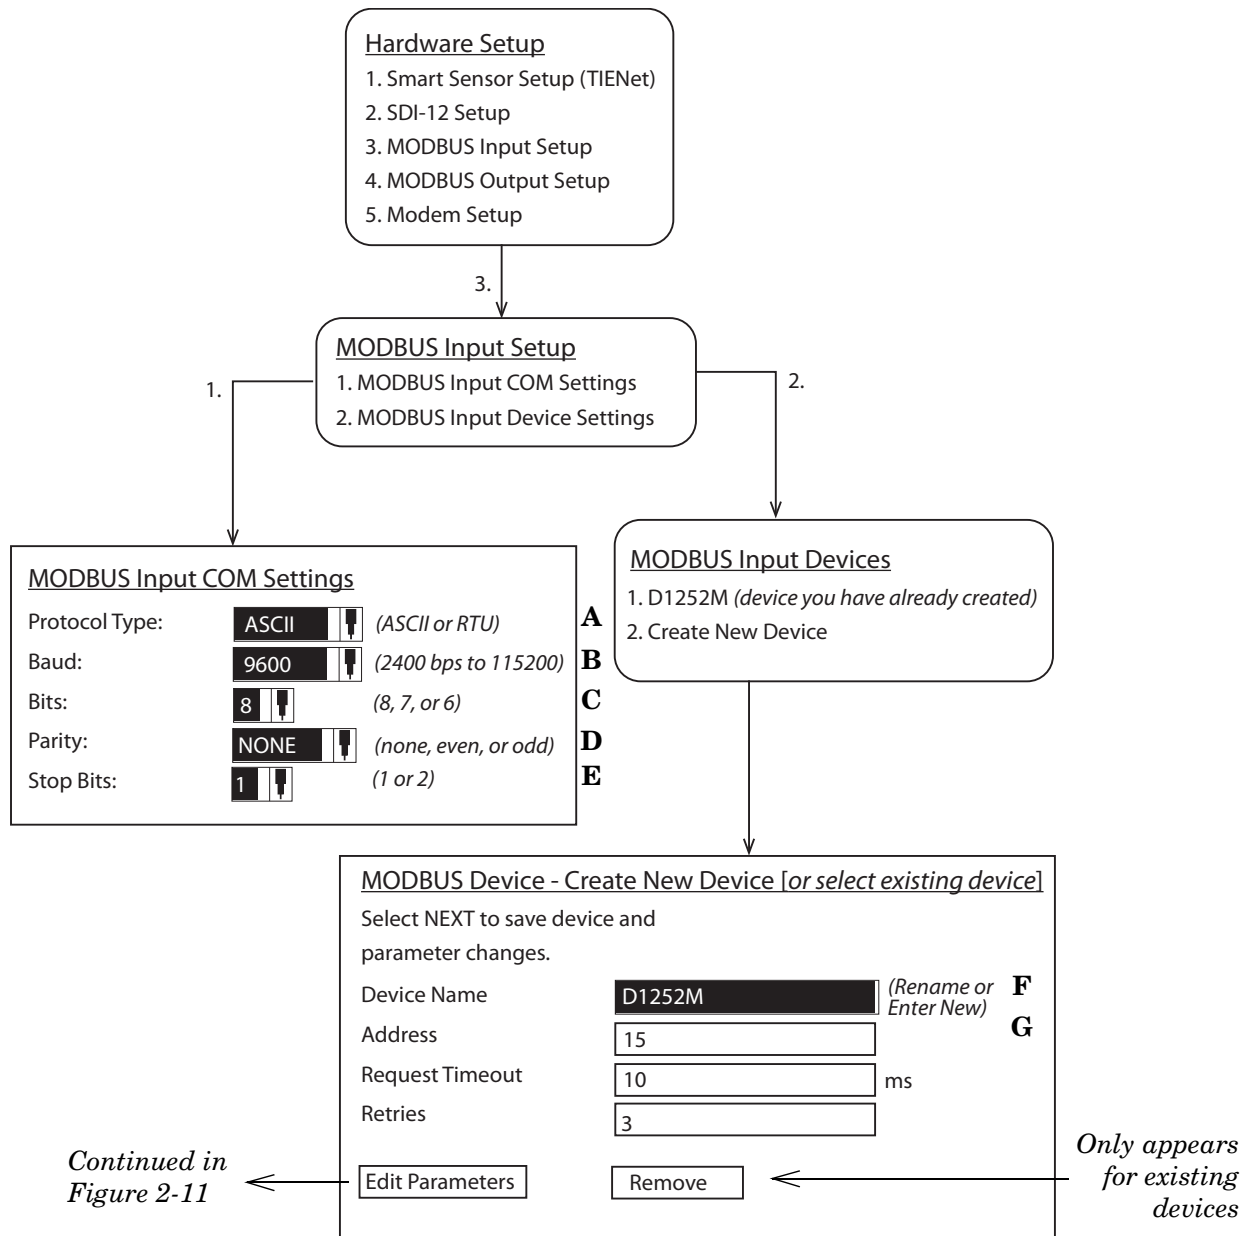 Hardware Setup
1. Smart Sensor Setup (TIENet)
2. SDI-12 Setup
3. MODBUS Input Setup
4. MODBUS Output Setup
5. Modem Setup
3.
MODBUS Input Setup
1. MODBUS Input COM Settings
2. MODBUS Input Device Settings
1.
2.
MODBUS Input COM Settings
Protocol Type: ASCII (ASCII or RTU) A
Baud: 9600 (2400 bps to 115200) B
Bits: 8 (8, 7, or 6) C
Parity: NONE (none, even, or odd) D
Stop Bits: 1 (1 or 2) E
MODBUS Input Devices
1. D1252M (device you have already created)
2. Create New Device
MODBUS Device - Create New Device [or select existing device]
Select NEXT to save device and
parameter changes.
Device Name D1252M (Rename or Enter New) F
Address 15 G
Request Timeout 10 ms
Retries 3
Edit Parameters Remove
Continued in
Figure 2-11
Only appears
for existing
devices